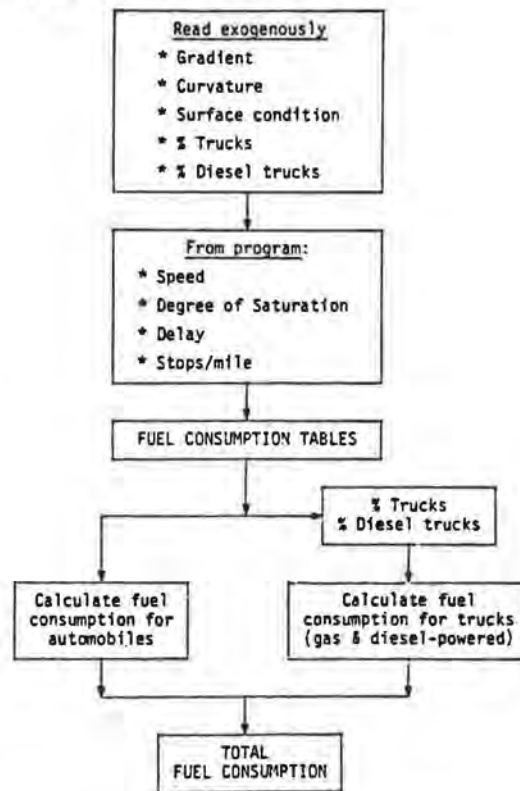 Read exogenously
* Gradient
* Curvature
* Surface condition
* % Trucks
* % Diesel trucks
From program:
* Speed
* Degree of Saturation
* Delay
* Stops/mile
FUEL CONSUMPTION TABLES
% Trucks
% Diesel trucks
Calculate fuel
consumption for
automobiles
Calculate fuel
consumption for trucks
(gas & diesel-powered)
TOTAL
FUEL CONSUMPTION